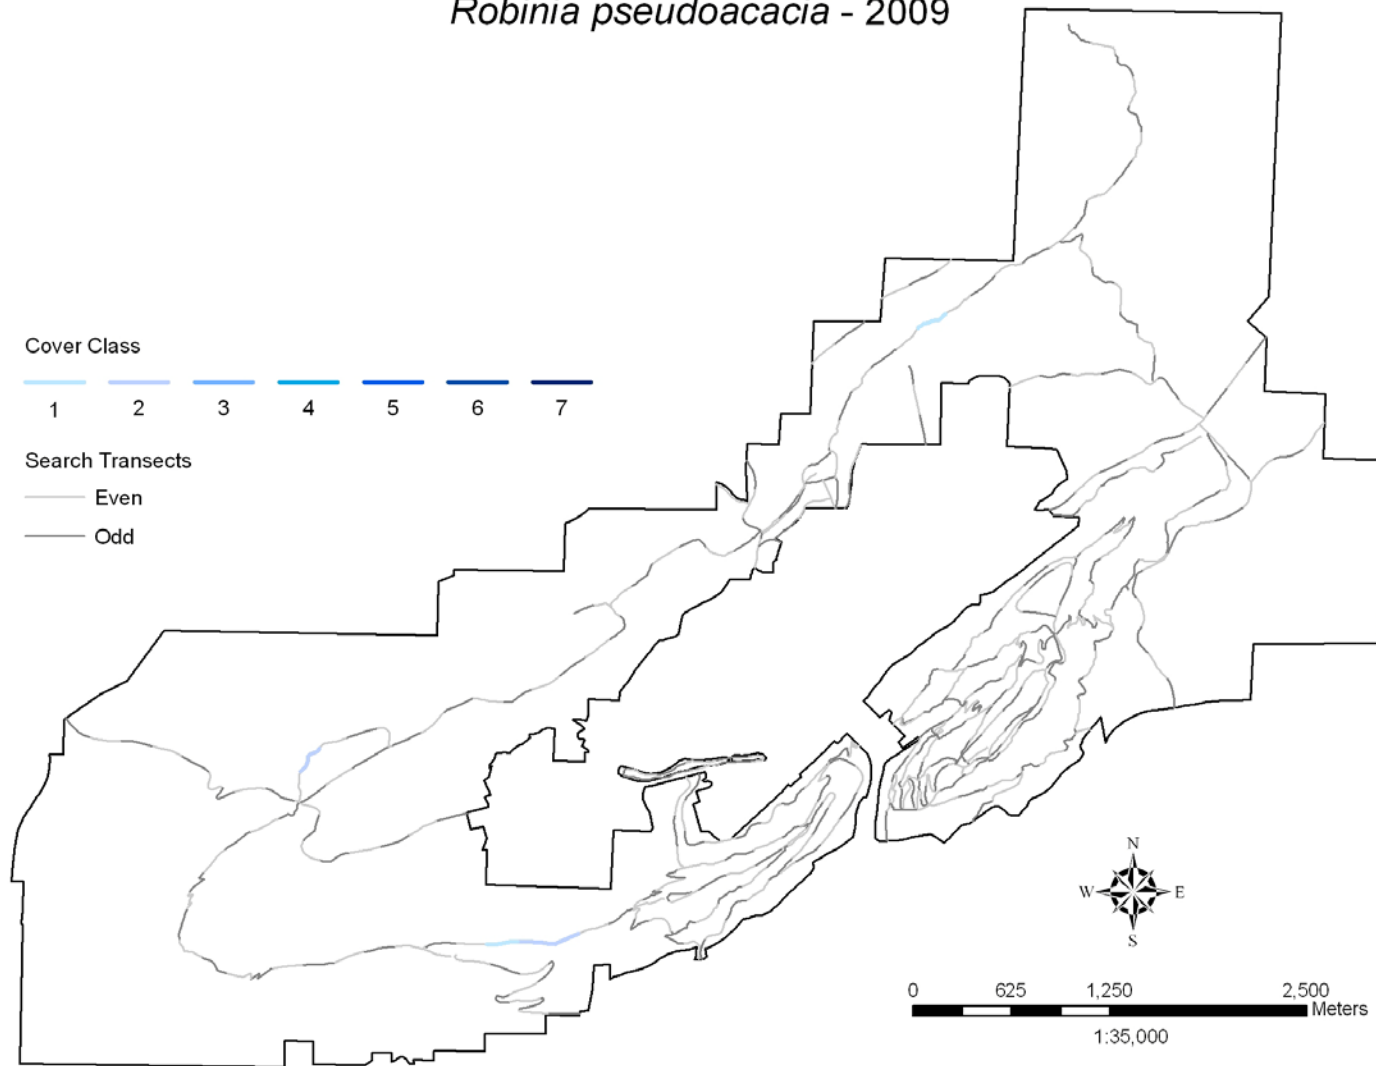 Robinia pseudoacacia - 2009
Cover Class
1 2 3 4 5 6 7
Search Transects
Even
Odd
N
W E
S
0 625 1,250 2,500
Meters
1:35,000